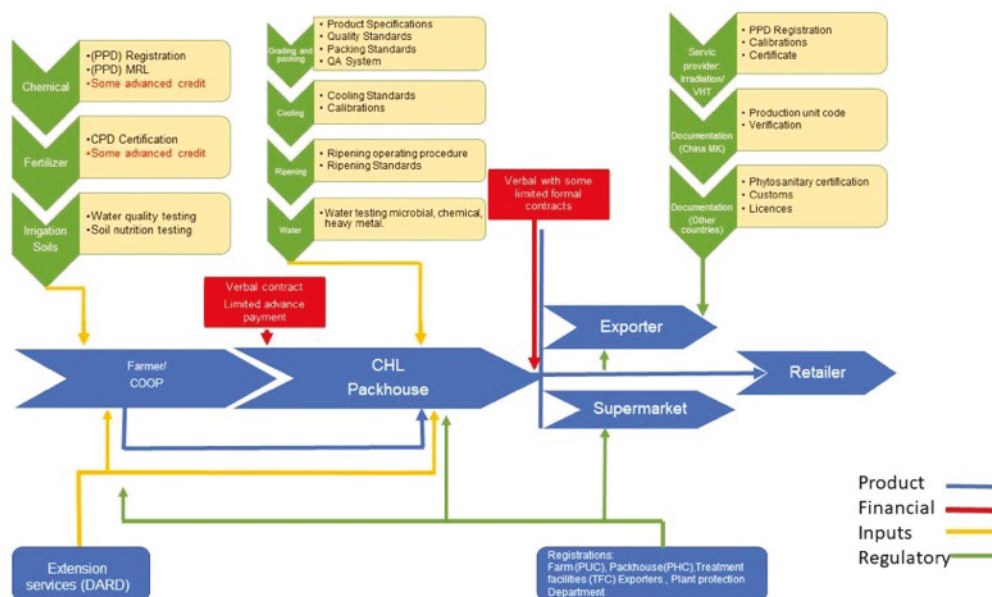 Chemical
•(PPD) Registration
•(PPD) MRL
•Some advanced credit
Fertilizer
•CPD Certification
•Some advanced credit
Irrigation
Soils
•Water quality testing
•Soil nutrition testing
Grading and
packing
• Product Specifications
• Quality Standards
• Packing Standards
• QA System
Cooling
• Cooling Standards
• Calibrations
Ripening
• Ripening operating procedure
• Ripening Standards
Water
•Water testing microbial, chemical,
heavy metal.
Servic
provider:
Irradiation/
VHT
• PPD Registration
• Calibrations
• Certificate
Documentation
(China MK)
• Production unit code
• Verification
Documentation
(Other
countries)
• Phytosanitary certification
• Customs
• Licences
Verbal with some
limited formal
contracts
Verbal contract
Limited advance
payment
Farmer/
COOP
CHL
Packhouse
Exporter
Supermarket
Retailer
Extension
services (DARD)
Registrations:
Farm (PUC), Packhouse(PHC),Treatment
facilities (TFC) Exporters , Plant protection
Department
Product
Financial
Inputs
Regulatory